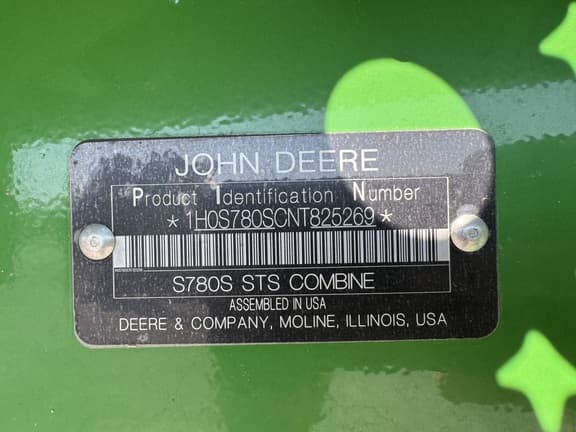 JOHN DEERE
Product Identification Number
*1H0S780SCNT825269*
S780S STS COMBINE
ASSEMBLED IN USA
DEERE & COMPANY, MOLINE, ILLINOIS, USA